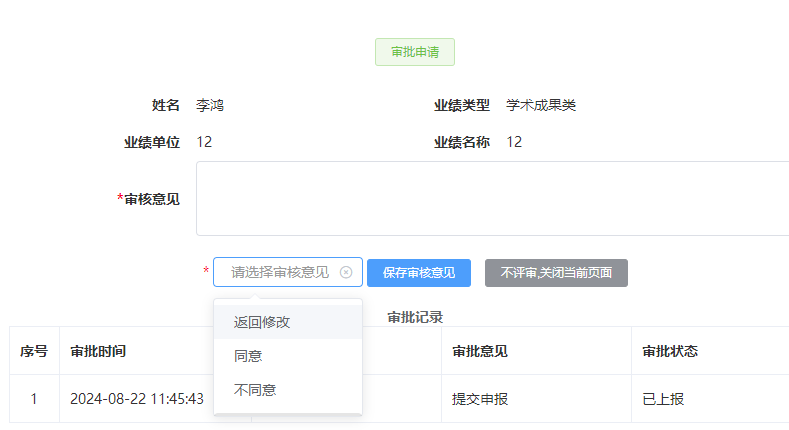 审批申请
姓名 李鸿 业绩类型 学术成果类
业绩单位 12 业绩名称 12
*审核意见
* 请选择审核意见 保存审核意见 不评审,关闭当前页面
返回修改
同意
不同意
审批记录
序号 审批时间 审批意见 审批状态
1 2024-08-22 11:45:43 提交申报 已上报